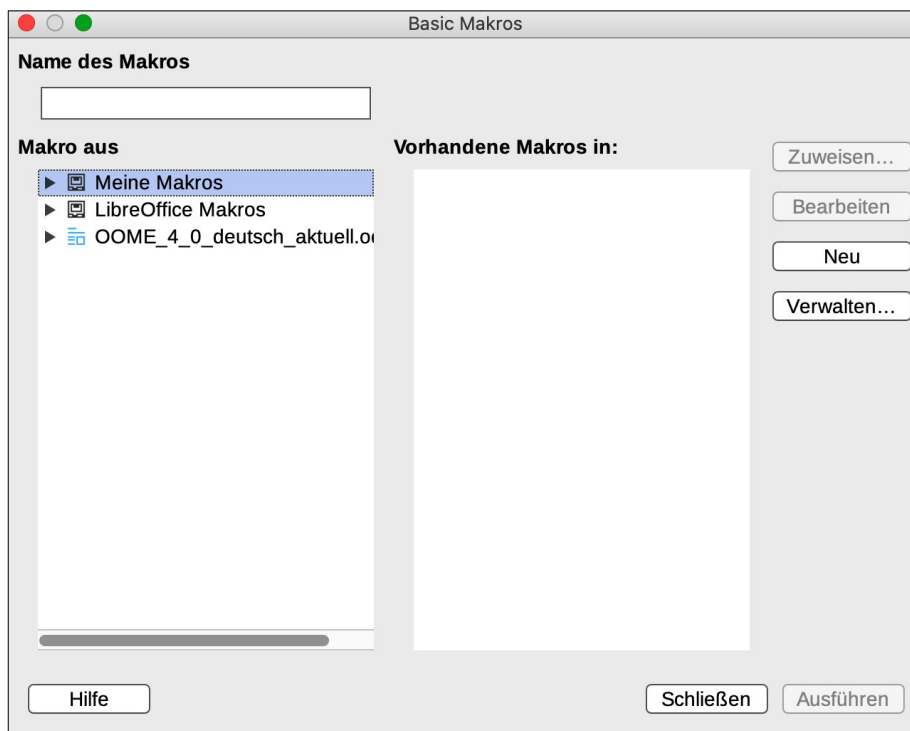 Basic Makros
Name des Makros
Makro aus
Vorhandene Makros in:
Meine Makros
LibreOffice Makros
OOME_4_0_deutsch_aktuell.o
Zuweisen…
Bearbeiten
Neu
Verwalten…
Hilfe
Schließen
Ausführen